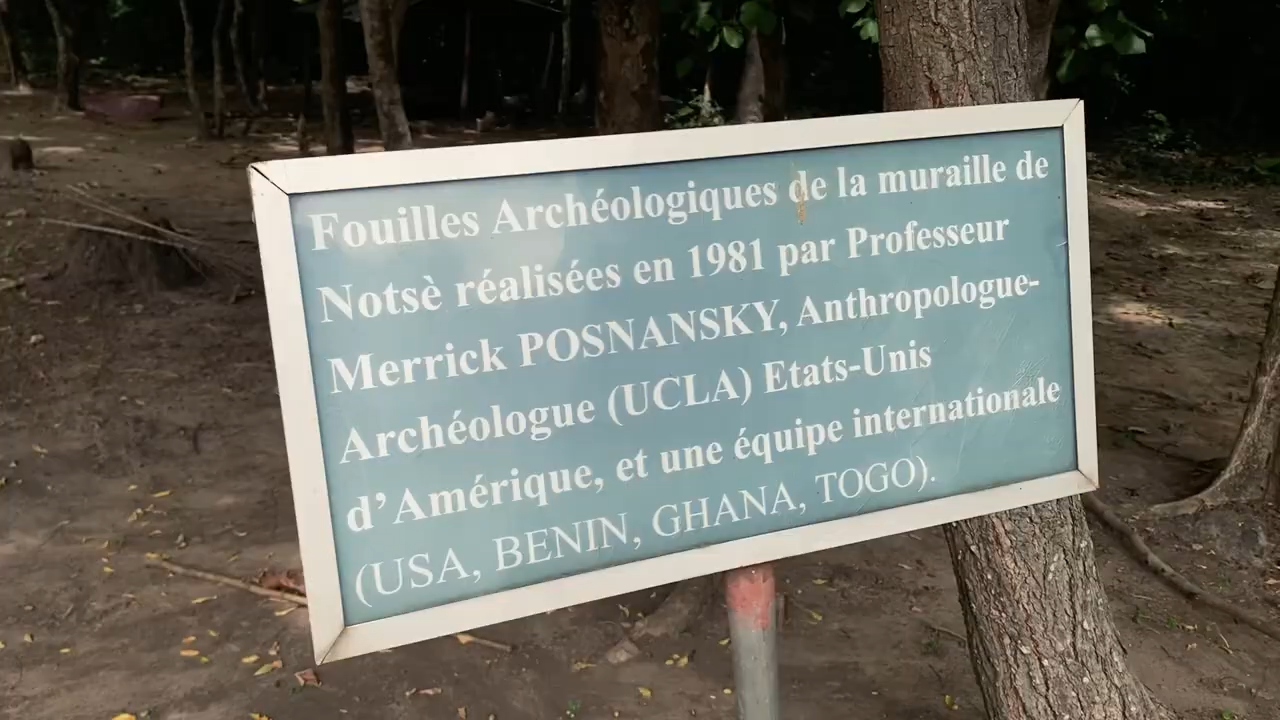 Fouilles Archéologiques de la muraille de
Notsè réalisées en 1981 par Professeur
Merrick POSNANSKY, Anthropologue-
Archéologue (UCLA) Etats-Unis
d'Amérique, et une équipe internationale
(USA, BENIN, GHANA, TOGO).